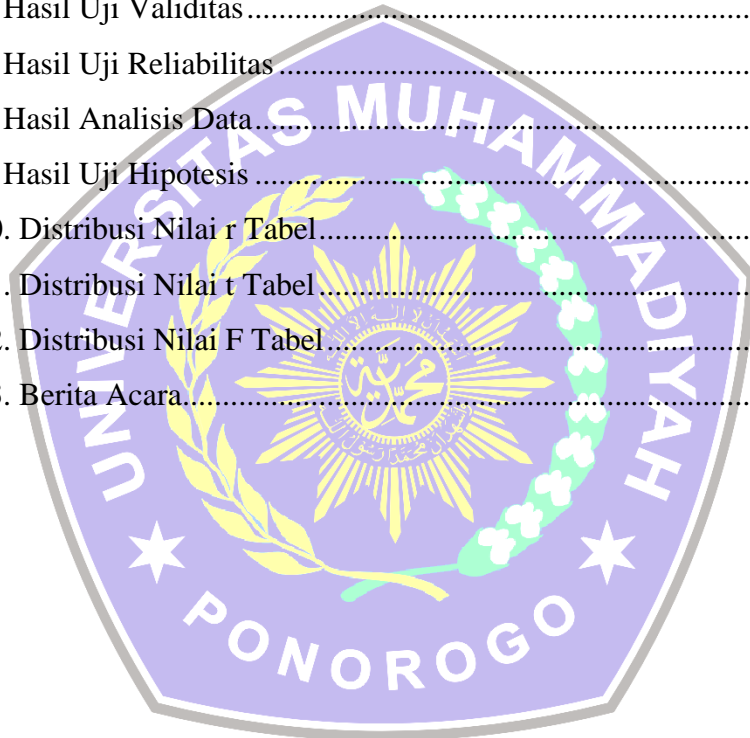 Hasil Uji Validitas........................................................
Hasil Uji Reliabilitas....................................................
Hasil Analisis Data.......................................................
Hasil Uji Hipotesis.......................................................
. Distribusi Nilai r Tabel................................................
. Distribusi Nilai t Tabel................................................
. Distribusi Nilai F Tabel...............................................
. Berita Acara................................................................
UNIVERSITAS MUHAMMADIYAH
PONOROGO
محمدية